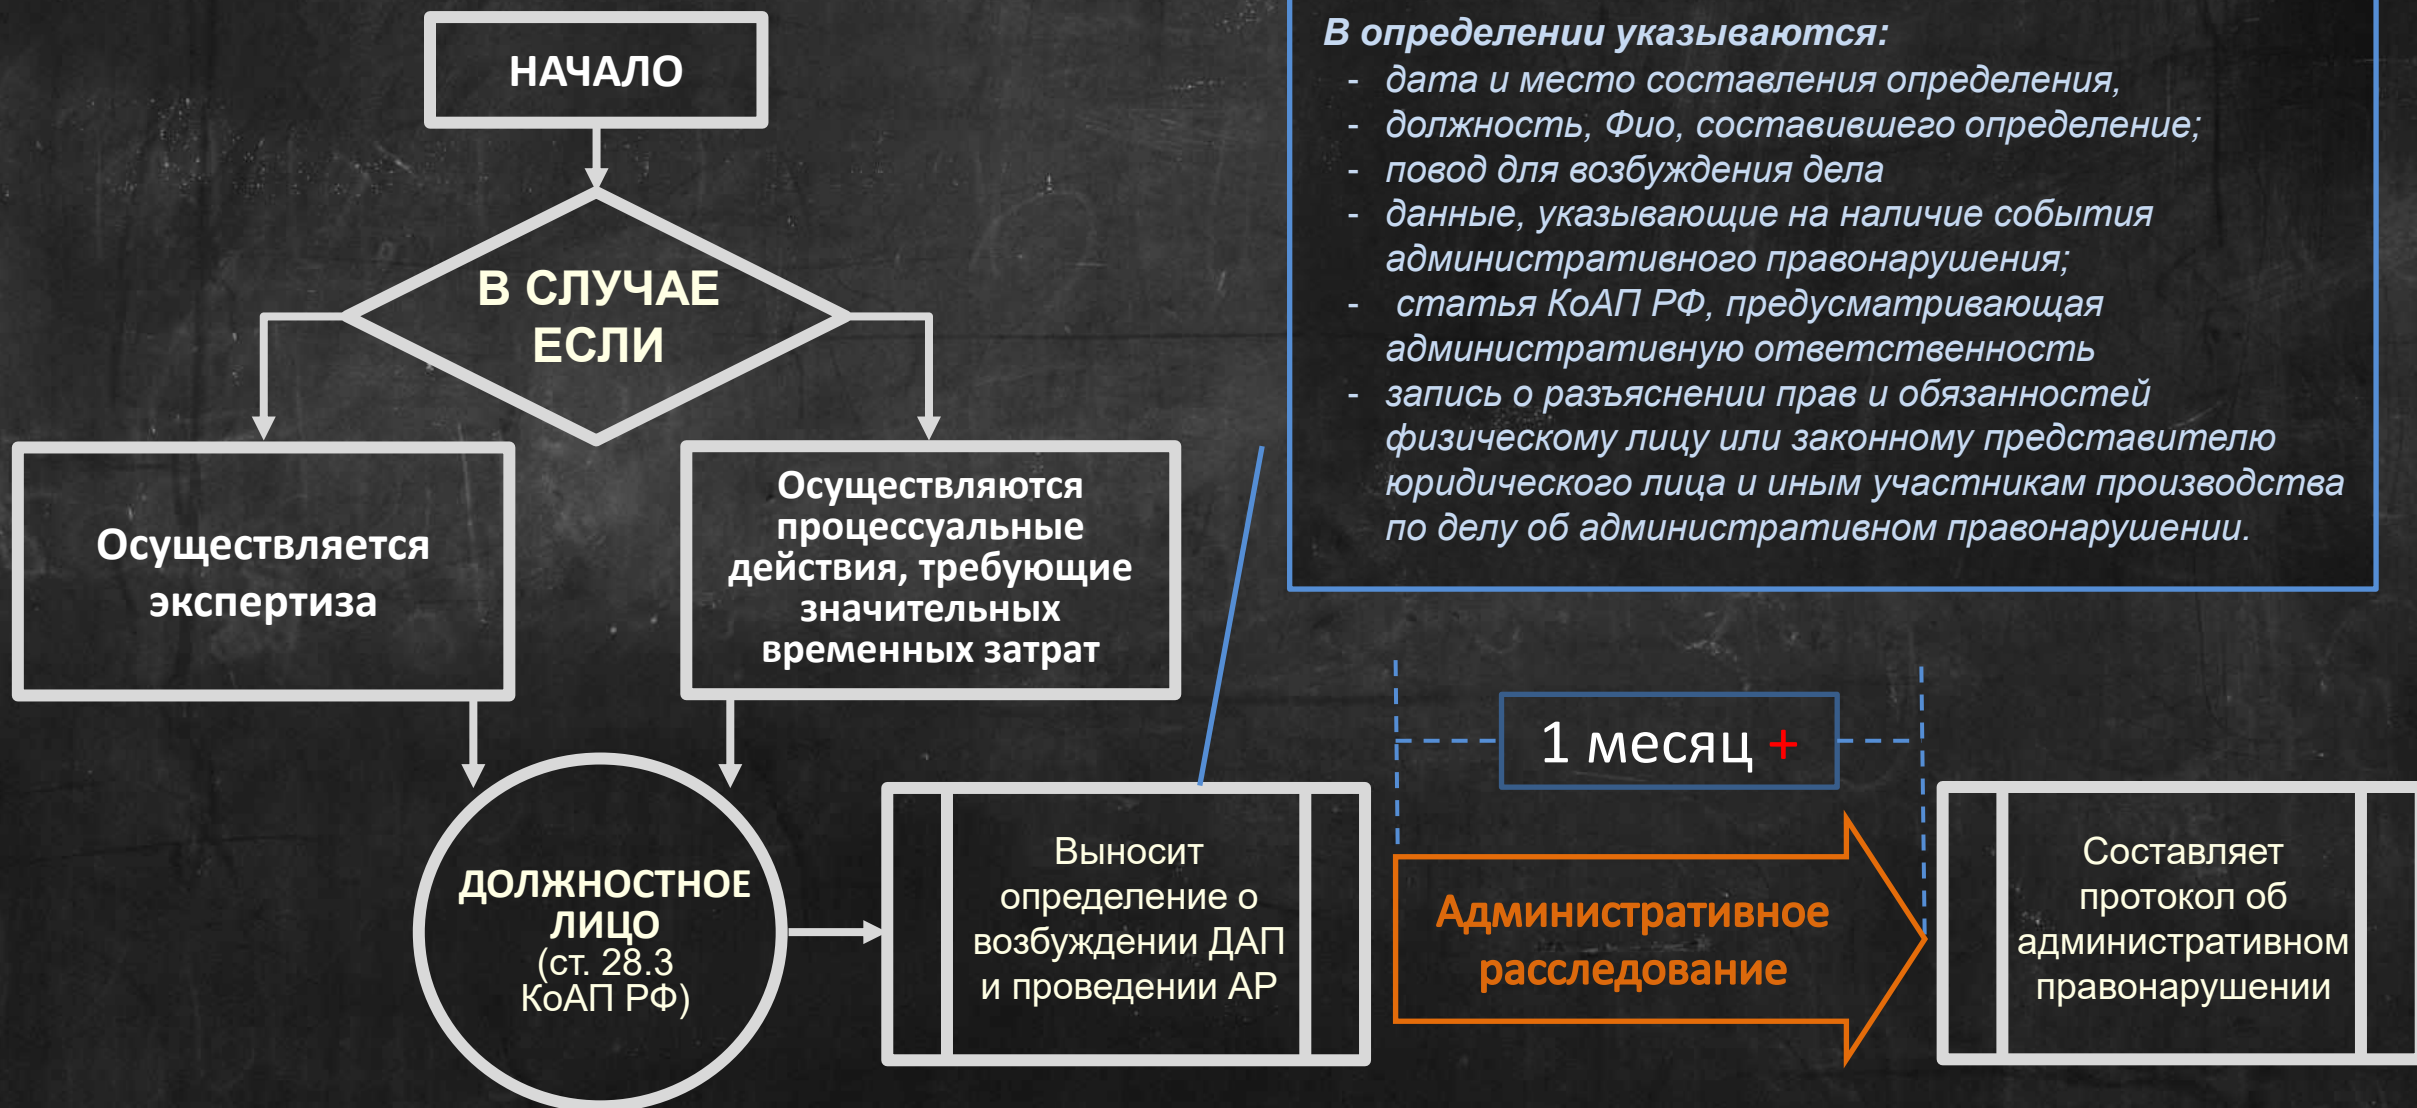 НАЧАЛО
В СЛУЧАЕ
ЕСЛИ
Осуществляется
экспертиза
Осуществляются
процессуальные
действия, требующие
значительных
временных затрат
ДОЛЖНОСТНОЕ
ЛИЦО
(ст. 28.3
КоАП РФ)
Выносит
определение о
возбуждении ДАП
и проведении АР
В определении указываются:
- дата и место составления определения,
- должность, Фио, составившего определение;
- повод для возбуждения дела
- данные, указывающие на наличие события
административного правонарушения;
- статья КоАП РФ, предусматривающая
административную ответственность
- запись о разъяснении прав и обязанностей
физическому лицу или законному представителю
юридического лица и иным участникам производства
по делу об административном правонарушении.
1 месяц +
Административное
расследование
Составляет
протокол об
административном
правонарушении